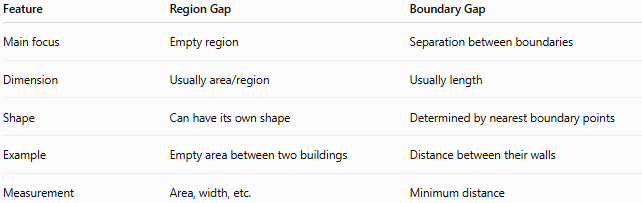 Feature Region Gap Boundary Gap
Main focus Empty region Separation between boundaries
Dimension Usually area/region Usually length
Shape Can have its own shape Determined by nearest boundary points
Example Empty area between two buildings Distance between their walls
Measurement Area, width, etc. Minimum distance